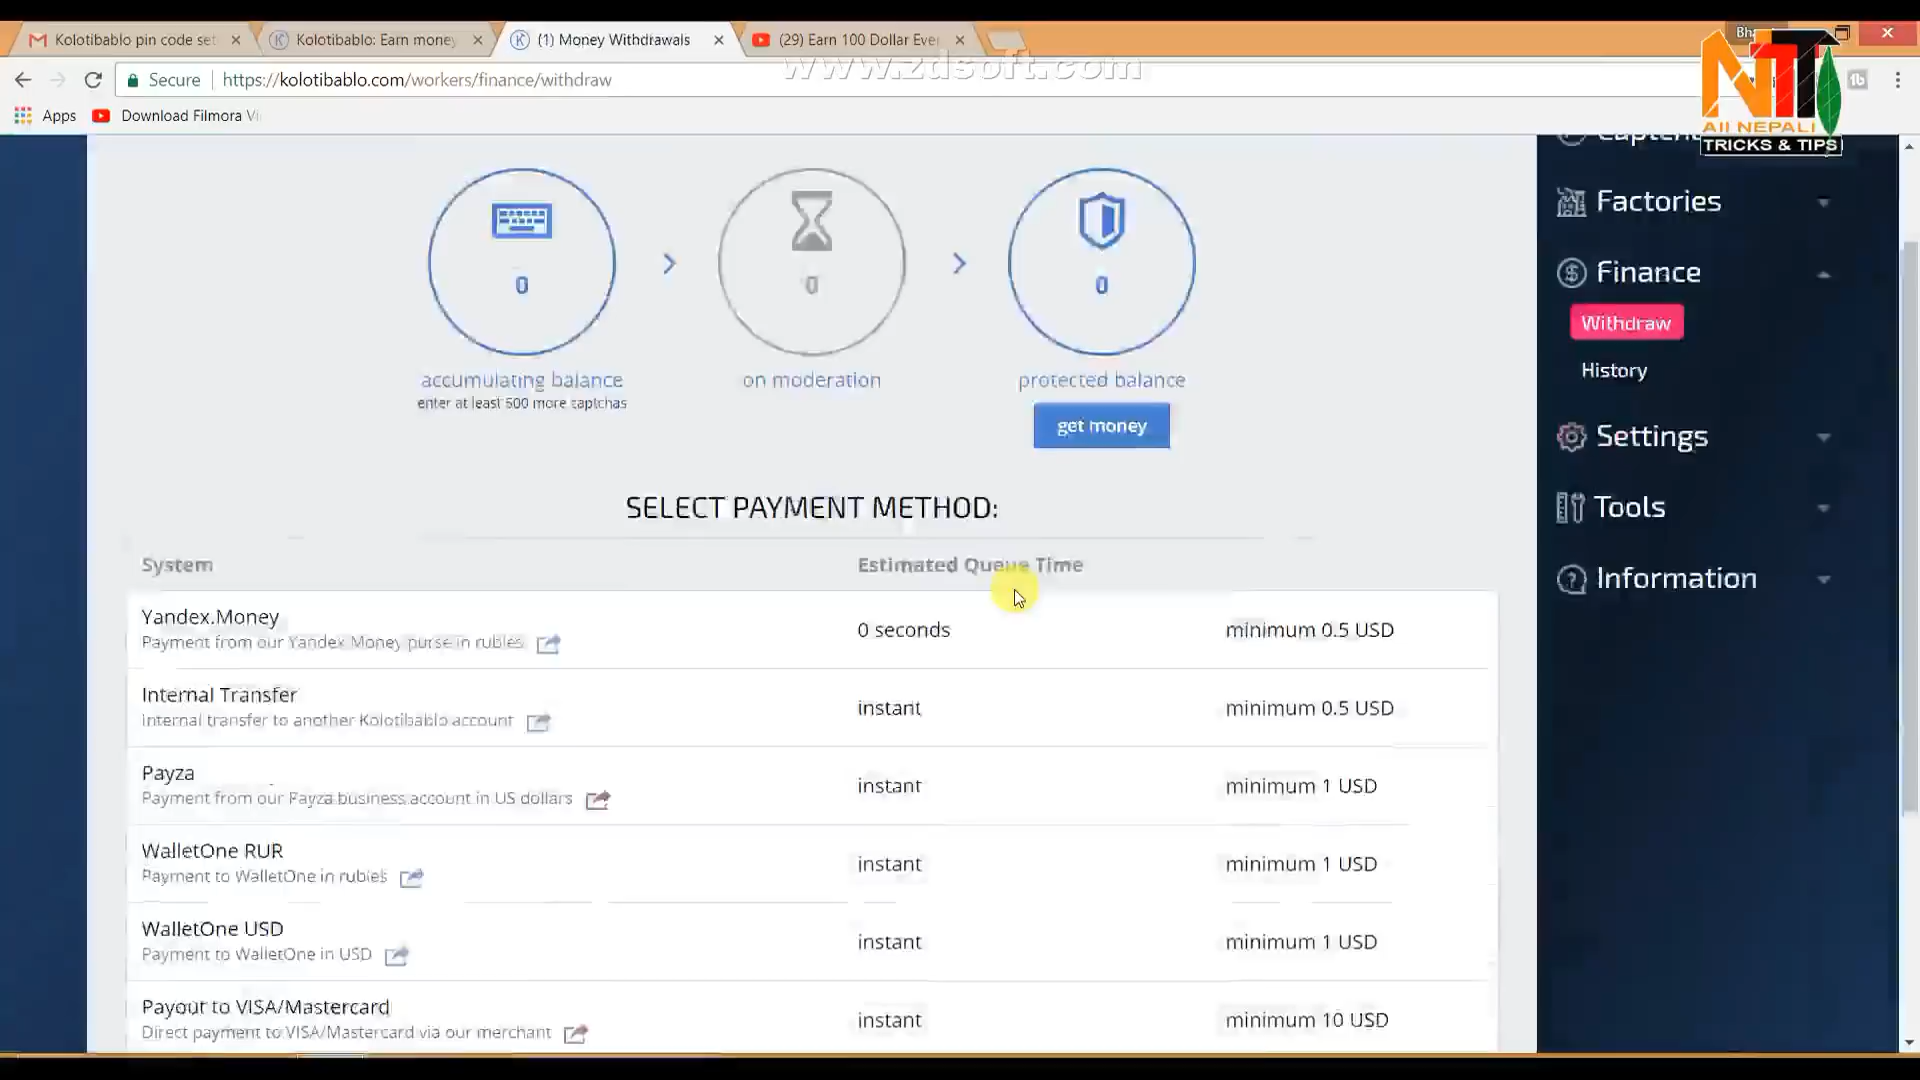 Kolotibablo pin code set
Kolotibablo: Earn money
(1) Money Withdrawals
(29) Earn 100 Dollar Eve
Bh
www.zdsoft.com
Secure
https://kolotibablo.com/workers/finance/withdraw
Apps
Download Filmora Vi
NTT
All NEPALI
TRICKS & TIPS
0
0
0
accumulating balance
enter at least 500 more captchas
on moderation
protected balance
get money
SELECT PAYMENT METHOD:
System
Estimated Queue Time
Yandex.Money
Payment from our Yandex.Money purse in rubles
0 seconds
minimum 0.5 USD
Internal Transfer
Internal transfer to another Kolotibablo account
instant
minimum 0.5 USD
Payza
Payment from our Payza business account in US dollars
instant
minimum 1 USD
WalletOne RUR
Payment to WalletOne in rubles
instant
minimum 1 USD
WalletOne USD
Payment to WalletOne in USD
instant
minimum 1 USD
Payout to VISA/Mastercard
Direct payment to VISA/Mastercard via our merchant
instant
minimum 10 USD
Factories
Finance
Withdraw
History
Settings
Tools
Information